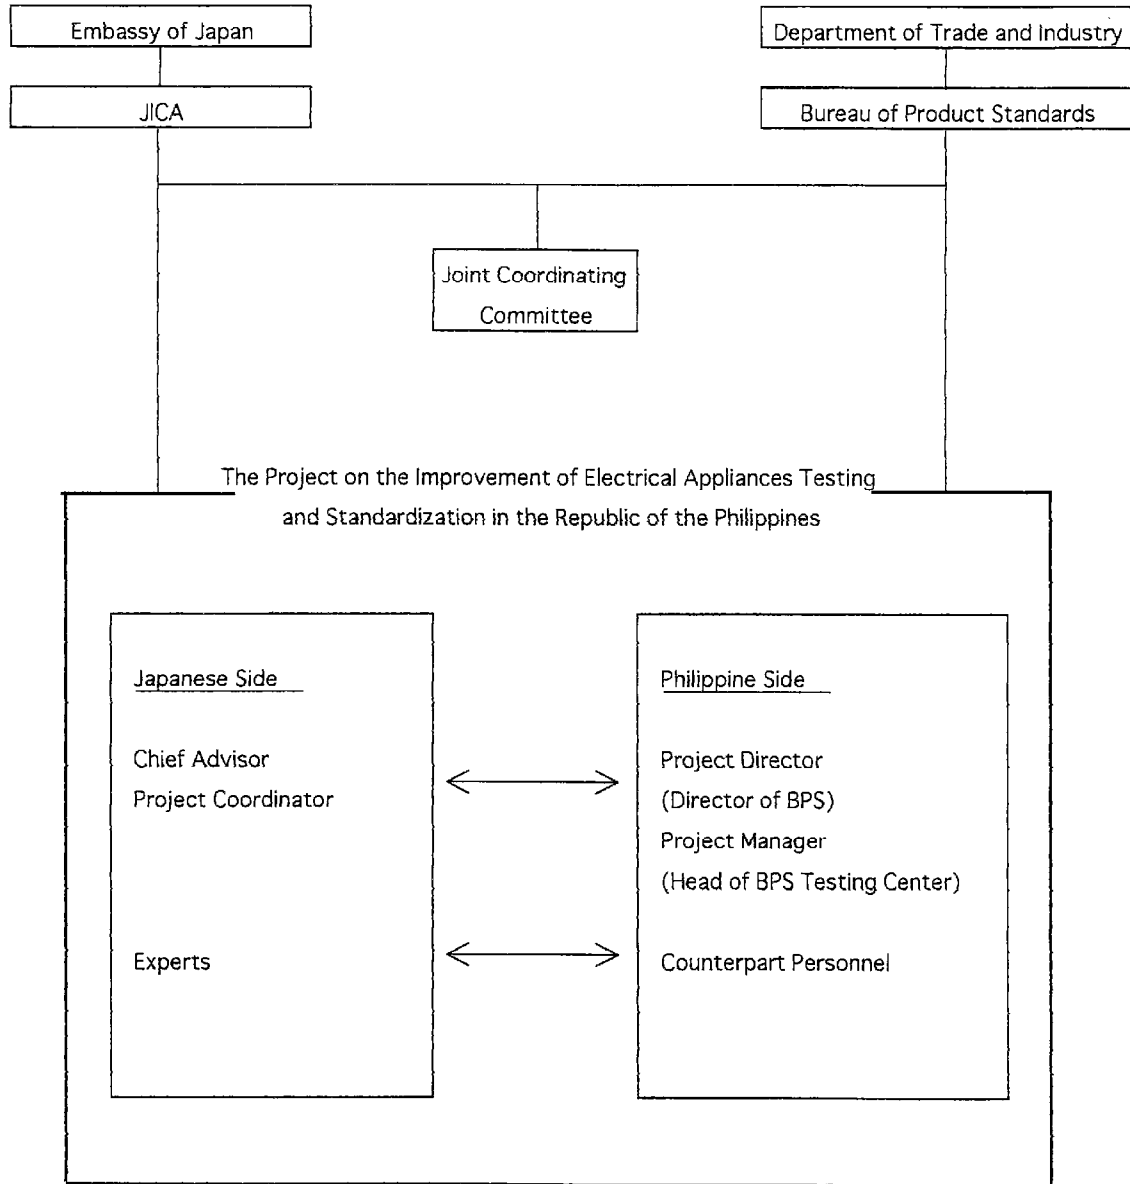 Embassy of Japan
Department of Trade and Industry
JICA
Bureau of Product Standards
Joint Coordinating
Committee
The Project on the Improvement of Electrical Appliances Testing
and Standardization in the Republic of the Philippines
Japanese Side
Chief Advisor
Project Coordinator
Experts
Philippine Side
Project Director
(Director of BPS)
Project Manager
(Head of BPS Testing Center)
Counterpart Personnel